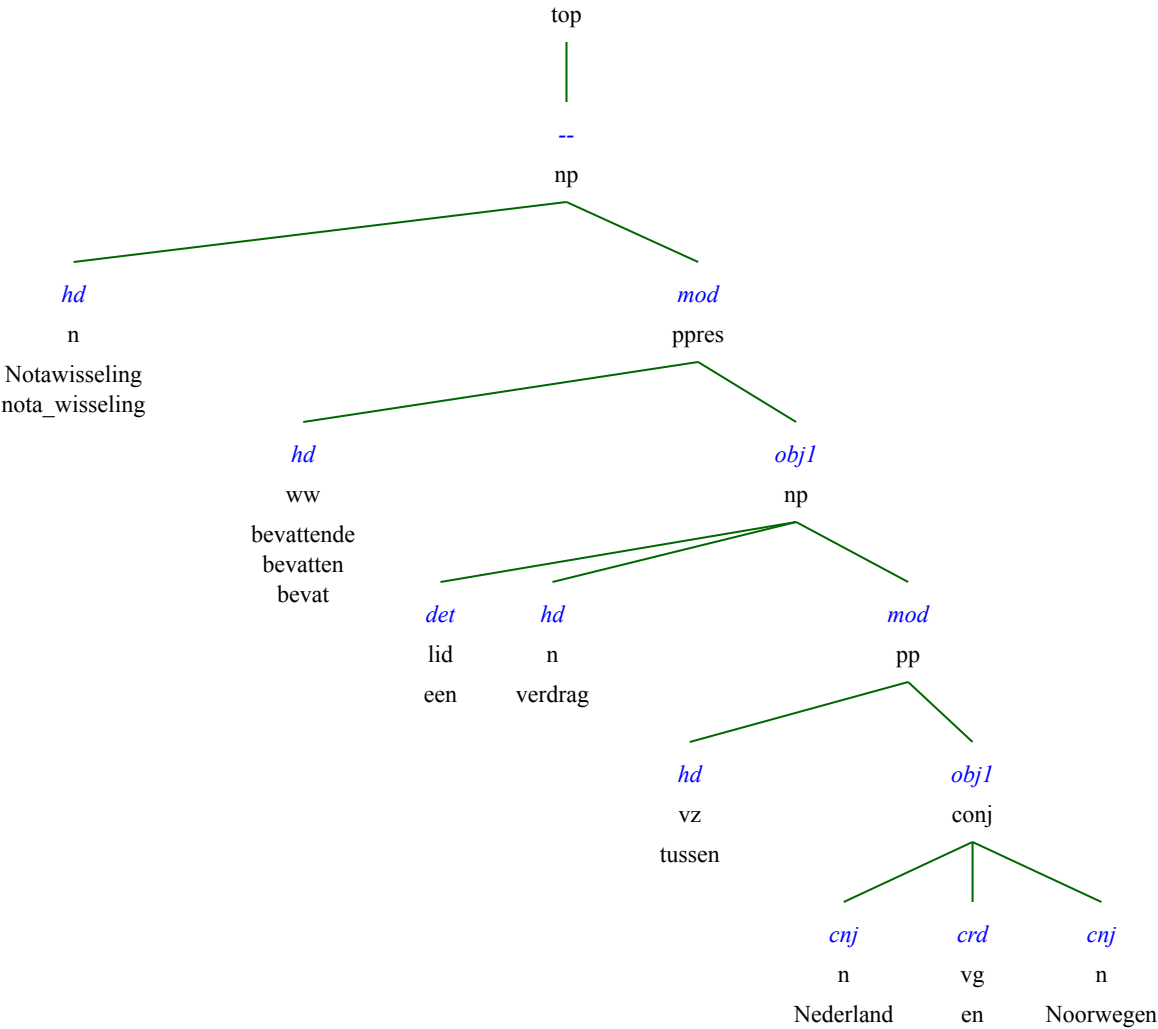 top
--
np
hd mod
n ppres
Notawisseling
nota_wisseling
hd obj1
ww np
bevattende
bevatten
bevat
det hd mod
lid n pp
een verdrag
hd obj1
vz conj
tussen
cnj crd cnj
n vg n
Nederland en Noorwegen